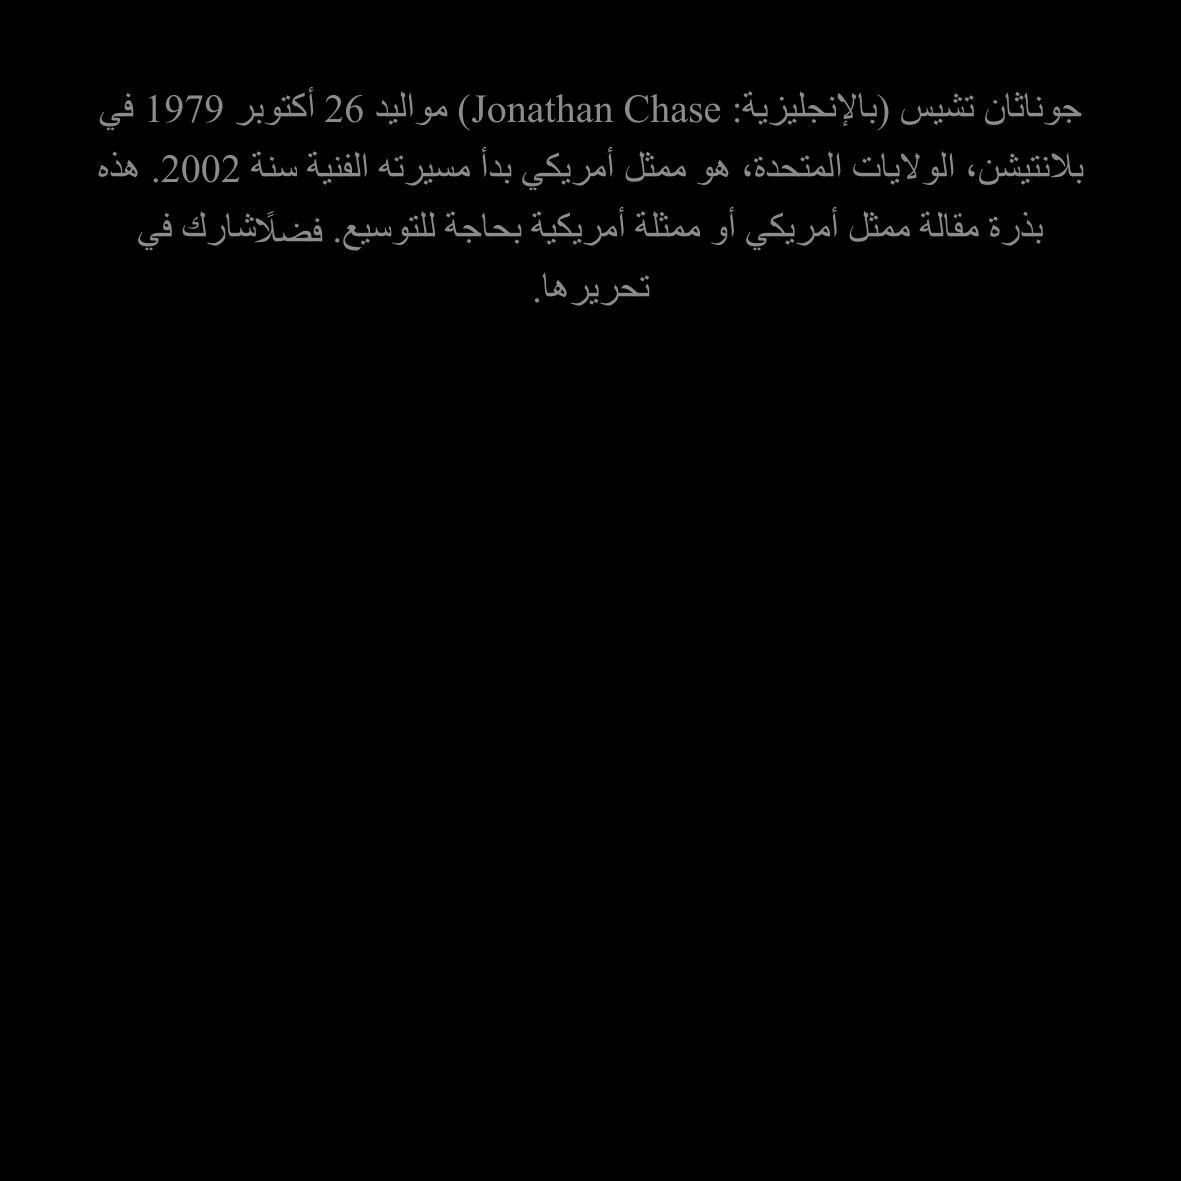 جوناثان تشيس (بالإنجليزية: Jonathan Chase) مواليد 26 أكتوبر 1979 في
بلانتيشن، الولايات المتحدة، هو ممثل أمريكي بدأ مسيرته الفنية سنة 2002. هذه
بذرة مقالة ممثل أمريكي أو ممثلة أمريكية بحاجة للتوسيع. فضلًاشارك في
تحريرها.